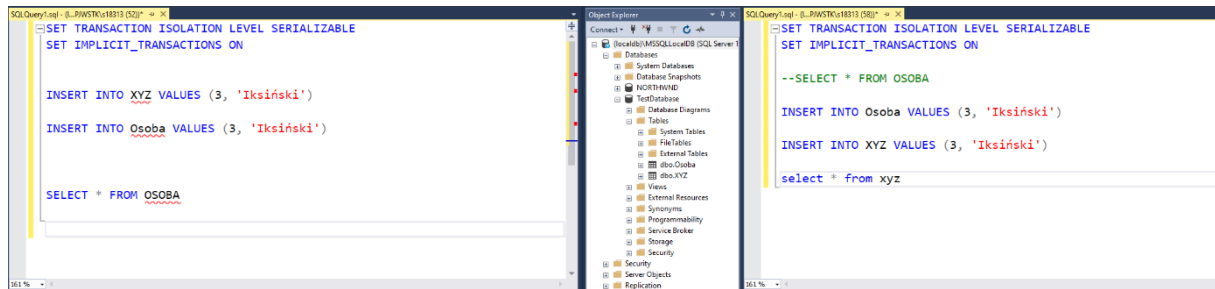 SQLQuery1.sql - (l...PJWSTK\s18313 (52))*
SET TRANSACTION ISOLATION LEVEL SERIALIZABLE
SET IMPLICIT_TRANSACTIONS ON
INSERT INTO XYZ VALUES (3, 'Iksiński')
INSERT INTO Osoba VALUES (3, 'Iksiński')
SELECT * FROM OSOBA
161 %
Object Explorer
Connect
(localdb)\MSSQLLocalDB (SQL Server 1
Databases
System Databases
Database Snapshots
NORTHWND
TestDatabase
Database Diagrams
Tables
System Tables
FileTables
External Tables
dbo.Osoba
dbo.XYZ
Views
External Resources
Synonyms
Programmability
Service Broker
Storage
Security
Security
Server Objects
Replication
SQLQuery1.sql - (l...PJWSTK\s18313 (58))*
SET TRANSACTION ISOLATION LEVEL SERIALIZABLE
SET IMPLICIT_TRANSACTIONS ON
--SELECT * FROM OSOBA
INSERT INTO Osoba VALUES (3, 'Iksiński')
INSERT INTO XYZ VALUES (3, 'Iksiński')
select * from xyz
161 %